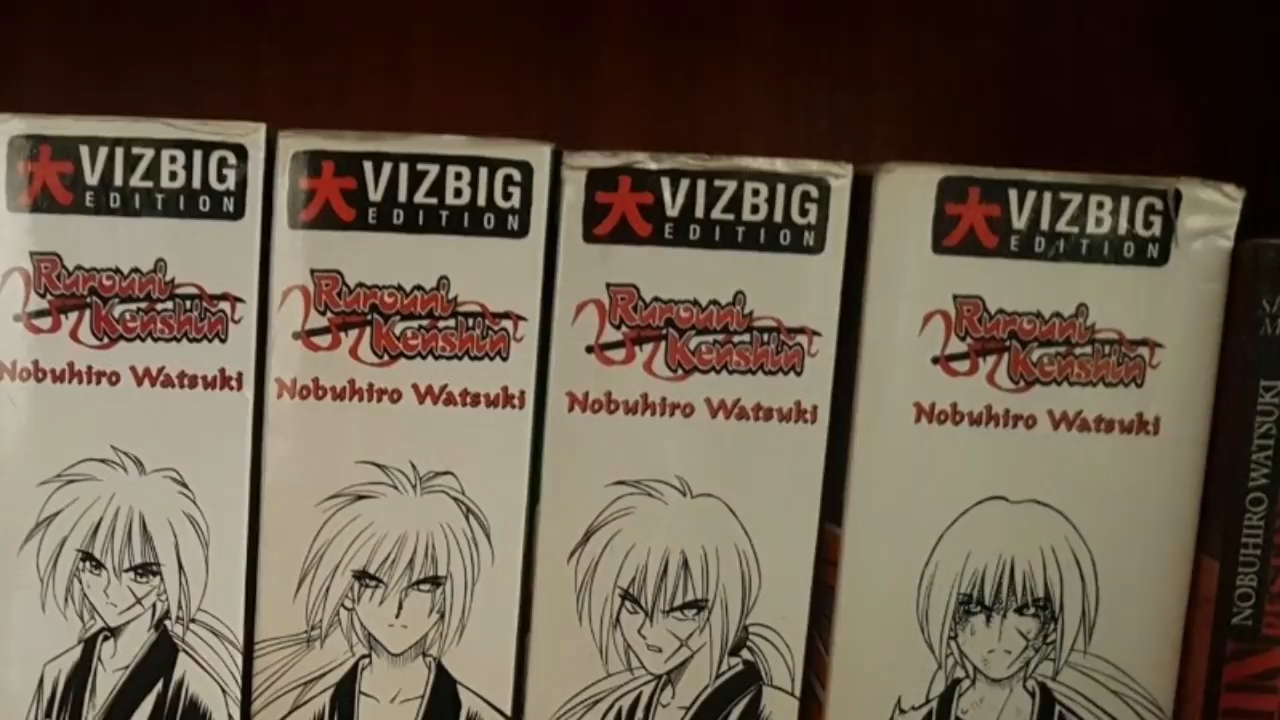 大 VIZBIG
EDITION
Rurouni
Kenshin
Nobuhiro Watsuki
大 VIZBIG
EDITION
Rurouni
Kenshin
Nobuhiro Watsuki
大 VIZBIG
EDITION
Rurouni
Kenshin
Nobuhiro Watsuki
大 VIZBIG
EDITION
Rurouni
Kenshin
Nobuhiro Watsuki
NOBUHIRO WATSUKI